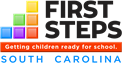 FIRST
STEPS
Getting children ready for school.
SOUTH CAROLINA